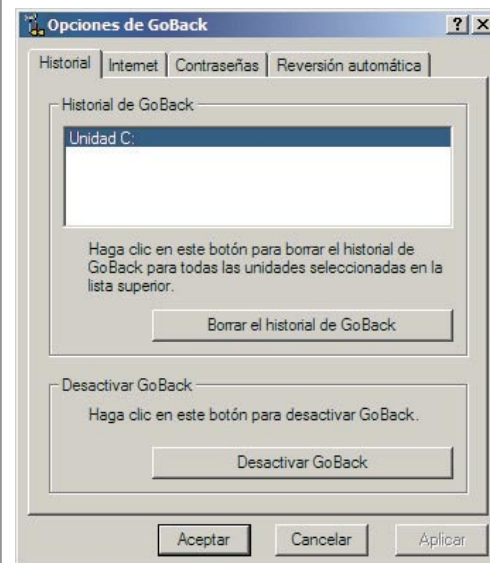 Opciones de GoBack
Historial Internet Contraseñas Reversión automática
Historial de GoBack
Unidad C:
Haga clic en este botón para borrar el historial de
GoBack para todas las unidades seleccionadas en la
lista superior.
Borrar el historial de GoBack
Desactivar GoBack
Haga clic en este botón para desactivar GoBack.
Desactivar GoBack
Aceptar Cancelar Aplicar